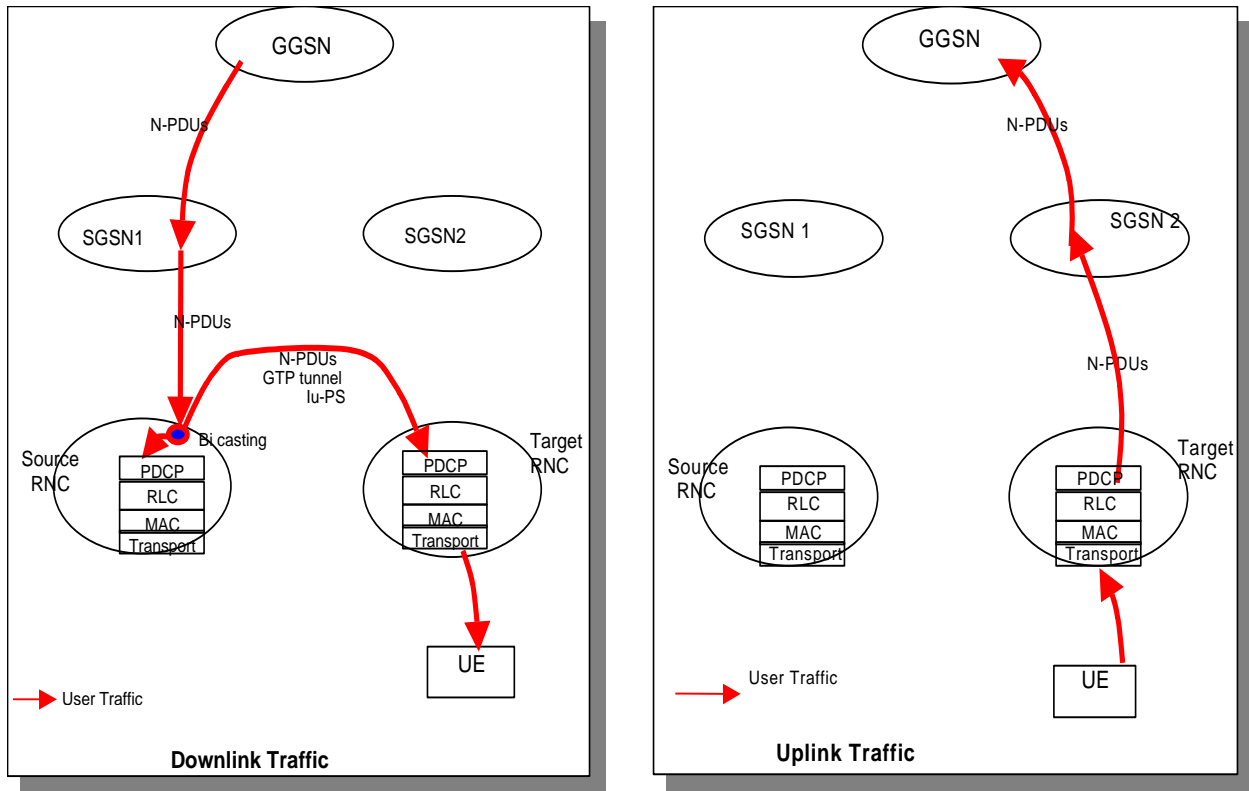 GGSN
N-PDUs
SGSN1
SGSN2
N-PDUs
N-PDUs
GTP tunnel
Iu-PS
Bi casting
Source
RNC
Target
RNC
PDCP
RLC
MAC
Transport
PDCP
RLC
MAC
Transport
UE
User Traffic
Downlink Traffic
GGSN
N-PDUs
SGSN 1
SGSN 2
N-PDUs
Source
RNC
Target
RNC
PDCP
RLC
MAC
Transport
PDCP
RLC
MAC
Transport
UE
User Traffic
Uplink Traffic